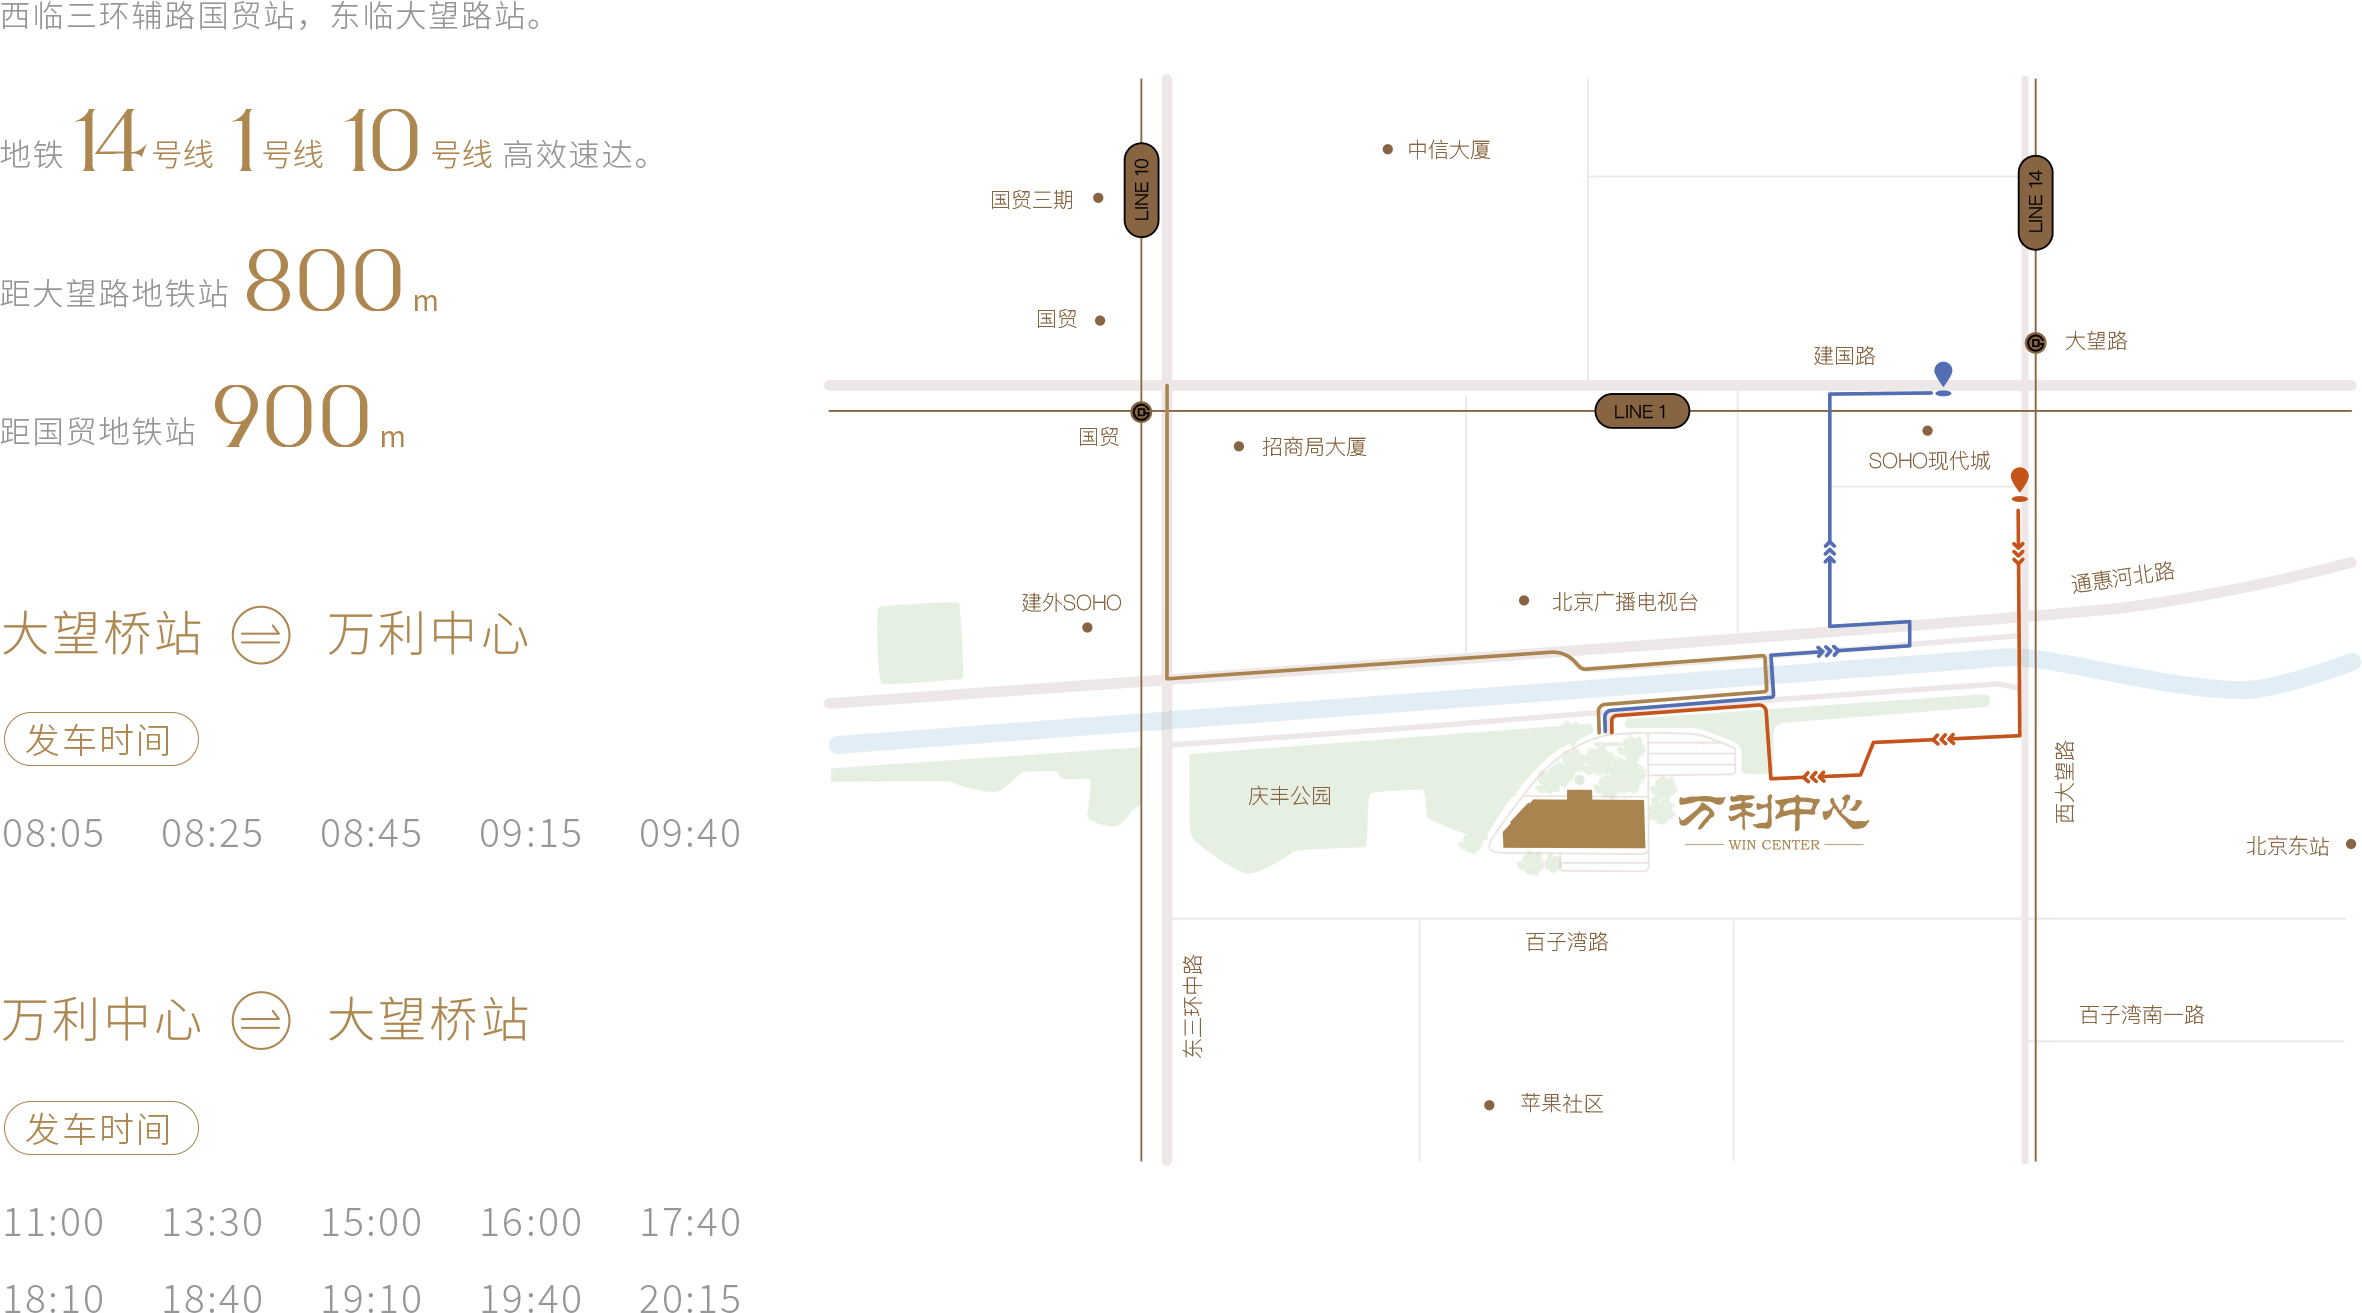 西临三环辅路国贸站，东临大望路站。
地铁 14 号线 1 号线 10 号线 高效速达。
距大望路地铁站 800 m
距国贸地铁站 900 m
大望桥站 万利中心
发车时间
08:05 08:25 08:45 09:15 09:40
万利中心 大望桥站
发车时间
11:00 13:30 15:00 16:00 17:40
18:10 18:40 19:10 19:40 20:15
中信大厦
LINE 10
LINE 14
国贸三期
国贸
大望路
建国路
LINE 1
国贸
招商局大厦
SOHO现代城
通惠河北路
建外SOHO
北京广播电视台
庆丰公园
万利中心
WIN CENTER
西大望路
北京东站
百子湾路
东三环中路
百子湾南一路
苹果社区